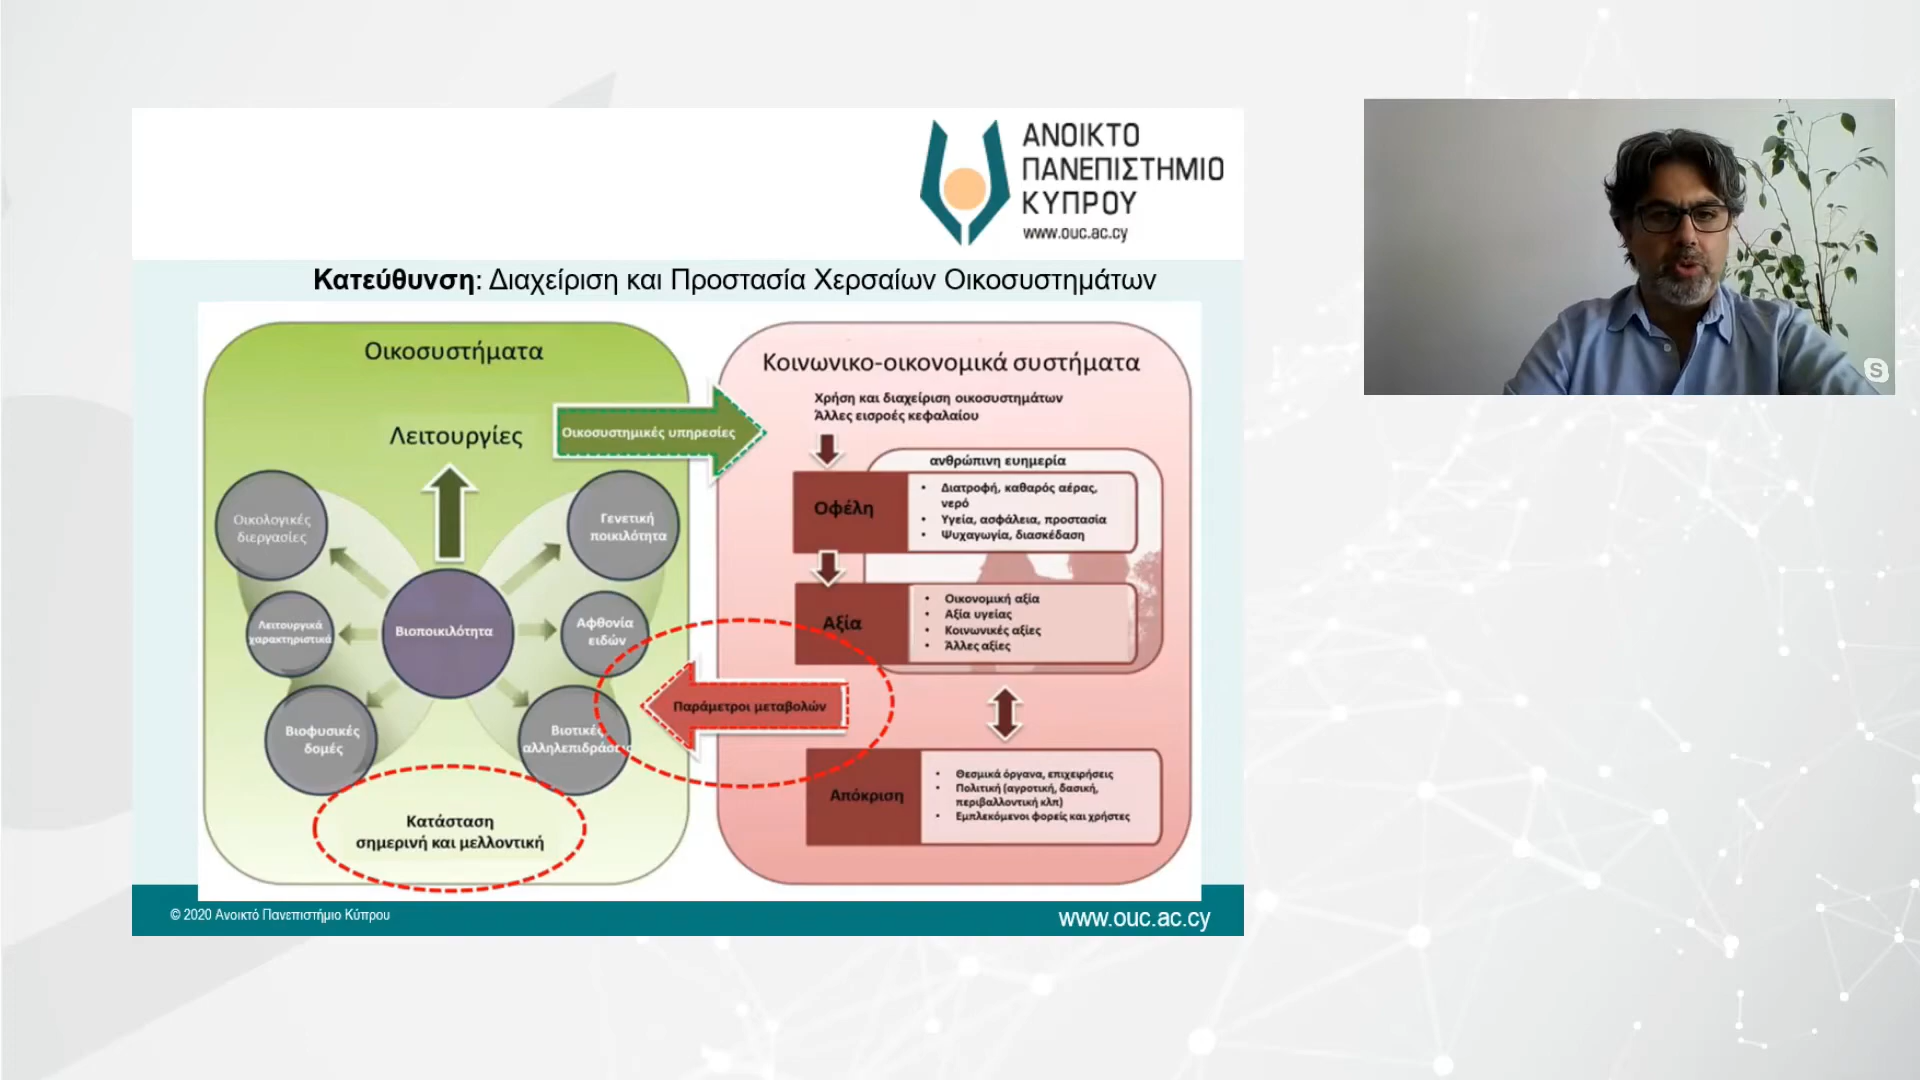 ΑΝΟΙΚΤΟ
ΠΑΝΕΠΙΣΤΗΜΙΟ
ΚΥΠΡΟΥ
www.ouc.ac.cy
Κατεύθυνση: Διαχείριση και Προστασία Χερσαίων Οικοσυστημάτων
Οικοσυστήματα
Λειτουργίες
Οικοσυστημικές υπηρεσίες
Οικολογικές
διεργασίες
Γενετική
ποικιλότητα
Λειτουργικά
χαρακτηριστικά
Βιοποικιλότητα
Αφθονία
ειδών
Βιοφυσικές
δομές
Βιοτικές
αλληλεπιδράσεις
Κατάσταση
σημερινή και μελλοντική
Κοινωνικο-οικονομικά συστήματα
Χρήση και διαχείριση οικοσυστημάτων
Άλλες εισροές κεφαλαίου
ανθρώπινη ευημερία
Οφέλη
• Διατροφή, καθαρός αέρας,
νερό
• Υγεία, ασφάλεια, προστασία
• Ψυχαγωγία, διασκέδαση
Αξία
• Οικονομική αξία
• Αξία υγείας
• Κοινωνικές αξίες
• Άλλες αξίες
Παράμετροι μεταβολών
Απόκριση
• Θεσμικά όργανα, επιχειρήσεις
• Πολιτική (αγροτική, δασική,
περιβαλλοντική κλπ)
• Εμπλεκόμενοι φορείς και χρήστες
© 2020 Ανοικτό Πανεπιστήμιο Κύπρου
www.ouc.ac.cy
S